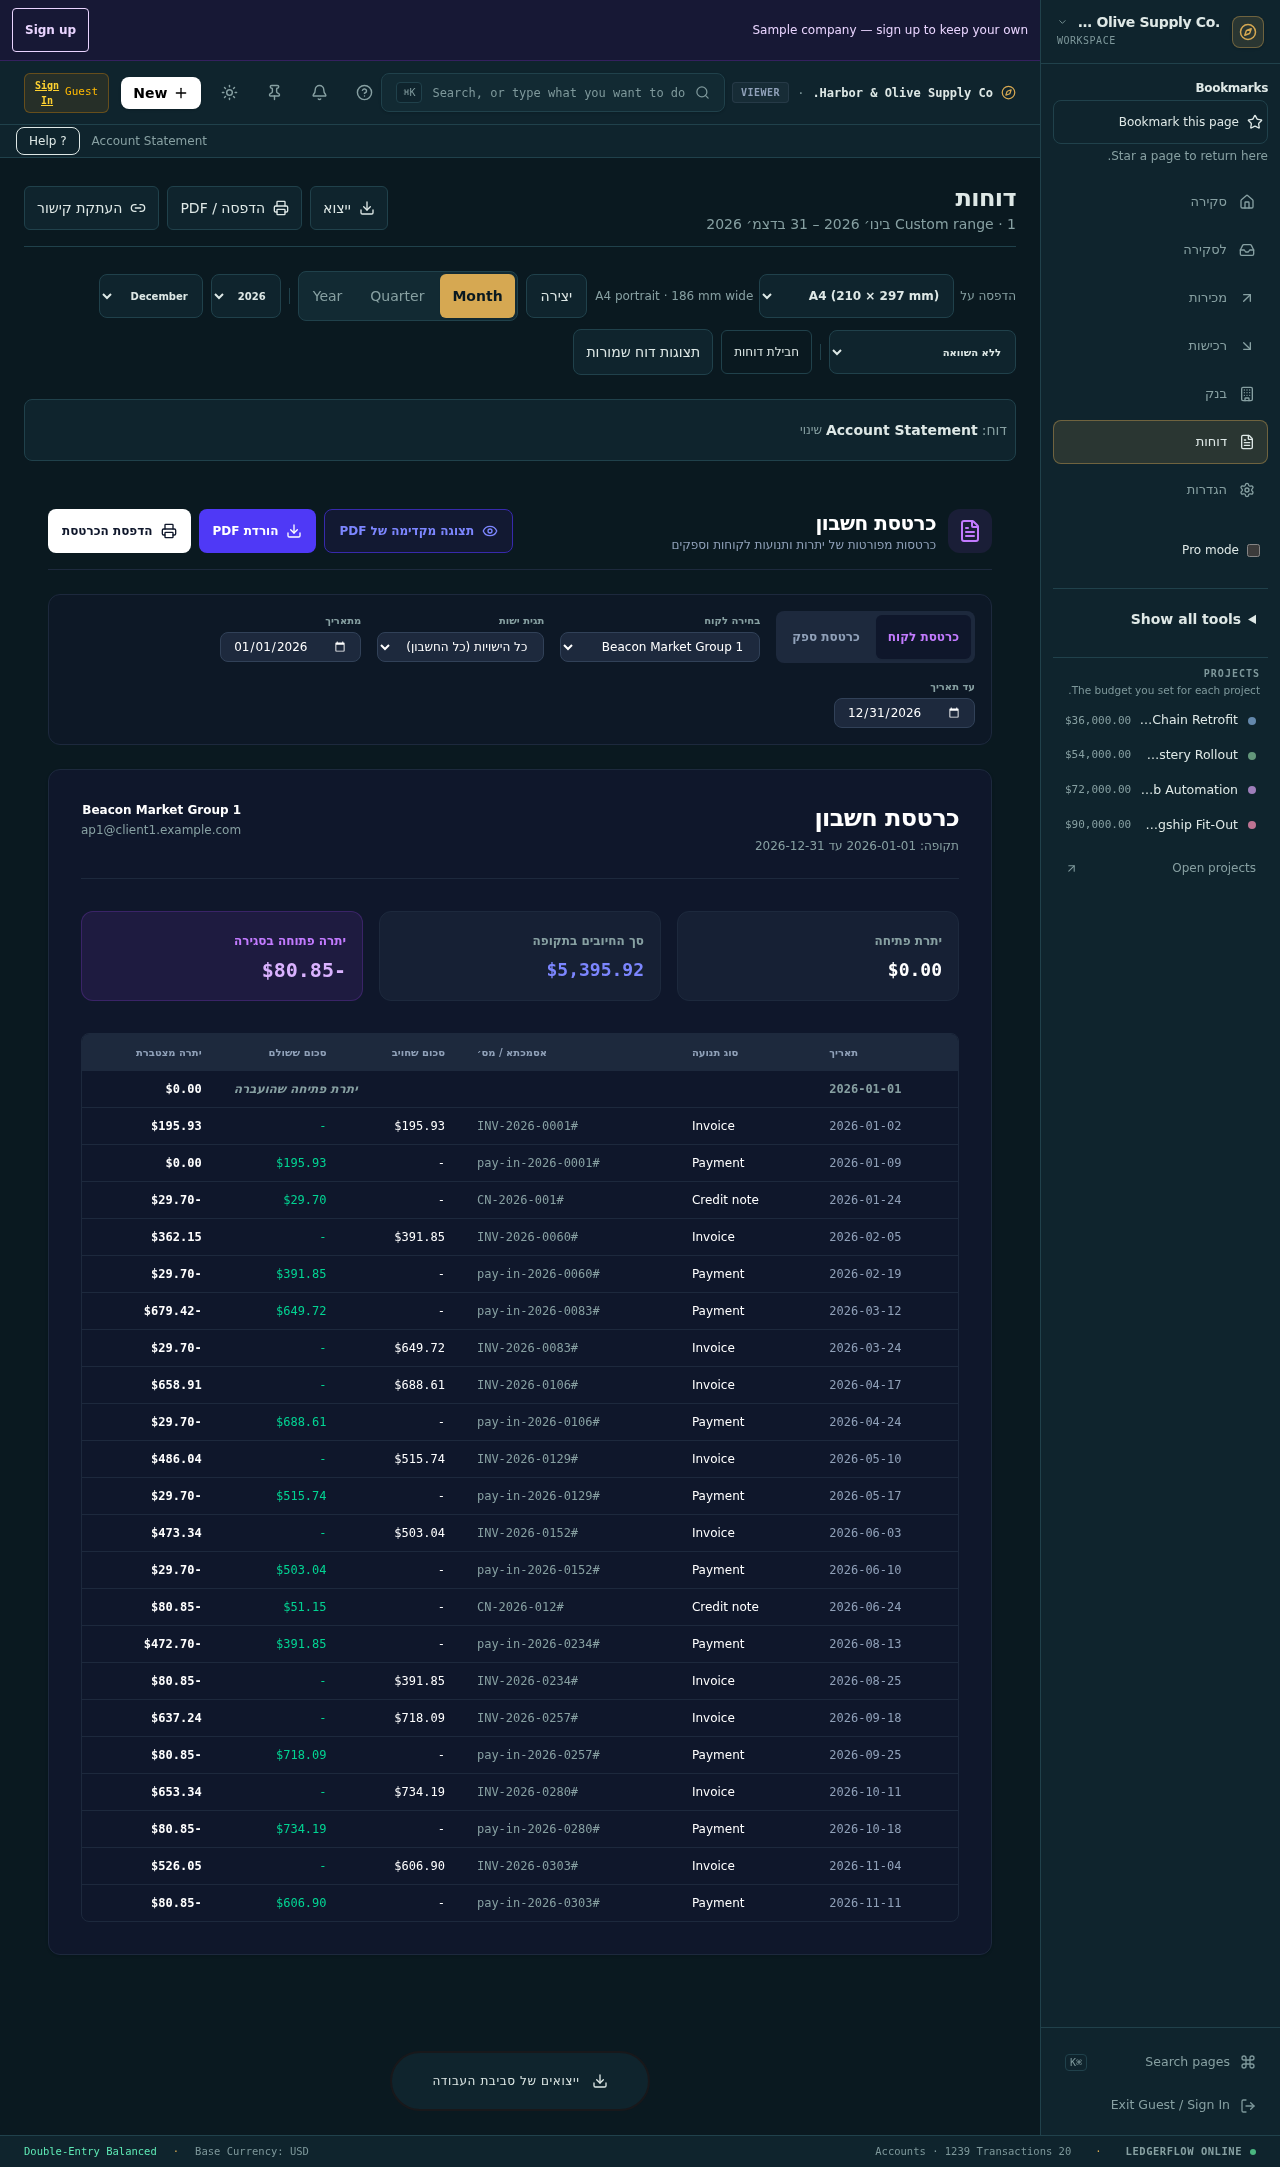 Sample company — sign up to keep your own
Sign up
Olive Supply Co. ...
WORKSPACE
Harbor & Olive Supply Co. · VIEWER
Search, or type what you want to do ⌘K
New +
Guest Sign In
Account Statement
Help ?
Bookmarks
Bookmark this page
Star a page to return here.
סקירה
לסקירה
מכירות
רכישות
בנק
דוחות
הגדרות
Pro mode
Show all tools
PROJECTS
The budget you set for each project.
Chain Retrofit... $36,000.00
stery Rollout... $54,000.00
b Automation... $72,000.00
gship Fit-Out... $90,000.00
Open projects
דוחות
Custom range · 1 בינו׳ 2026 – 31 בדצמ׳ 2026
ייצוא
הדפסה / PDF
העתקת קישור
הדפסה על A4 (210 × 297 mm) A4 portrait · 186 mm wide
יצירה
Month Quarter Year
2026
December
ללא השוואה
חבילת דוחות
תצוגות דוח שמורות
דוח: Account Statement שינוי
כרטסת חשבון
כרטסות מפורטות של יתרות ותנועות לקוחות וספקים
תצוגה מקדימה של PDF
הורדת PDF
הדפסת הכרטסת
כרטסת לקוח כרטסת ספק
בחירה לקוח
Beacon Market Group 1
תגית ישות
כל הישויות (כל החשבון)
מתאריך
01/01/2026
עד תאריך
12/31/2026
כרטסת חשבון
תקופה: 2026-01-01 עד 2026-12-31
Beacon Market Group 1
ap1@client1.example.com
יתרת פתיחה
$0.00
סך החיובים בתקופה
$5,395.92
יתרה פתוחה בסגירה
$80.85-
תאריך סוג תנועה אסמכתא / מס׳ סכום שחויב סכום ששולם יתרה מצטברת
2026-01-01 יתרת פתיחה שהועברה $0.00
2026-01-02 Invoice INV-2026-0001# $195.93 - $195.93
2026-01-09 Payment pay-in-2026-0001# - $195.93 $0.00
2026-01-24 Credit note CN-2026-001# - $29.70 $29.70-
2026-02-05 Invoice INV-2026-0060# $391.85 - $362.15
2026-02-19 Payment pay-in-2026-0060# - $391.85 $29.70-
2026-03-12 Payment pay-in-2026-0083# - $649.72 $679.42-
2026-03-24 Invoice INV-2026-0083# $649.72 - $29.70-
2026-04-17 Invoice INV-2026-0106# $688.61 - $658.91
2026-04-24 Payment pay-in-2026-0106# - $688.61 $29.70-
2026-05-10 Invoice INV-2026-0129# $515.74 - $486.04
2026-05-17 Payment pay-in-2026-0129# - $515.74 $29.70-
2026-06-03 Invoice INV-2026-0152# $503.04 - $473.34
2026-06-10 Payment pay-in-2026-0152# - $503.04 $29.70-
2026-06-24 Credit note CN-2026-012# - $51.15 $80.85-
2026-08-13 Payment pay-in-2026-0234# - $391.85 $472.70-
2026-08-25 Invoice INV-2026-0234# $391.85 - $80.85-
2026-09-18 Invoice INV-2026-0257# $718.09 - $637.24
2026-09-25 Payment pay-in-2026-0257# - $718.09 $80.85-
2026-10-11 Invoice INV-2026-0280# $734.19 - $653.34
2026-10-18 Payment pay-in-2026-0280# - $734.19 $80.85-
2026-11-04 Invoice INV-2026-0303# $606.90 - $526.05
2026-11-11 Payment pay-in-2026-0303# - $606.90 $80.85-
ייצואים של סביבת העבודה
Search pages ⌘K
Exit Guest / Sign In
LEDGERFLOW ONLINE · Accounts · 1239 Transactions 20
Base Currency: USD · Double-Entry Balanced